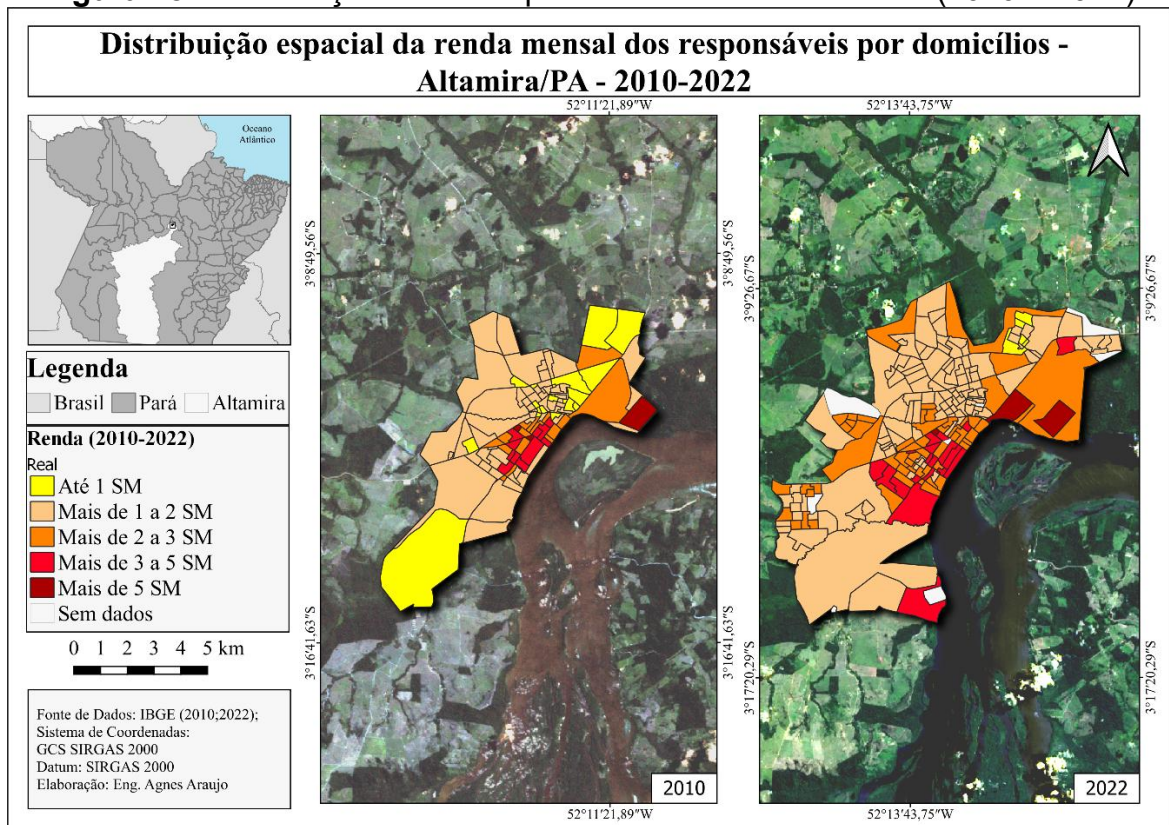 Distribuição espacial da renda mensal dos responsáveis por domicílios -
Altamira/PA - 2010-2022
52°11'21,89"W
52°13'43,75"W
Oceano
Atlântico
3°8'49,56"S
3°8'49,56"S
3°9'26,67"S
3°9'26,67"S
Legenda
Brasil
Pará
Altamira
Renda (2010-2022)
Real
Até 1 SM
Mais de 1 a 2 SM
Mais de 2 a 3 SM
Mais de 3 a 5 SM
Mais de 5 SM
Sem dados
0 1 2 3 4 5 km
3°16'41,63"S
3°16'41,63"S
3°17'20,29"S
3°17'20,29"S
Fonte de Dados: IBGE (2010;2022);
Sistema de Coordenadas:
GCS SIRGAS 2000
Datum: SIRGAS 2000
Elaboração: Eng. Agnes Araujo
2010
2022
52°11'21,89"W
52°13'43,75"W